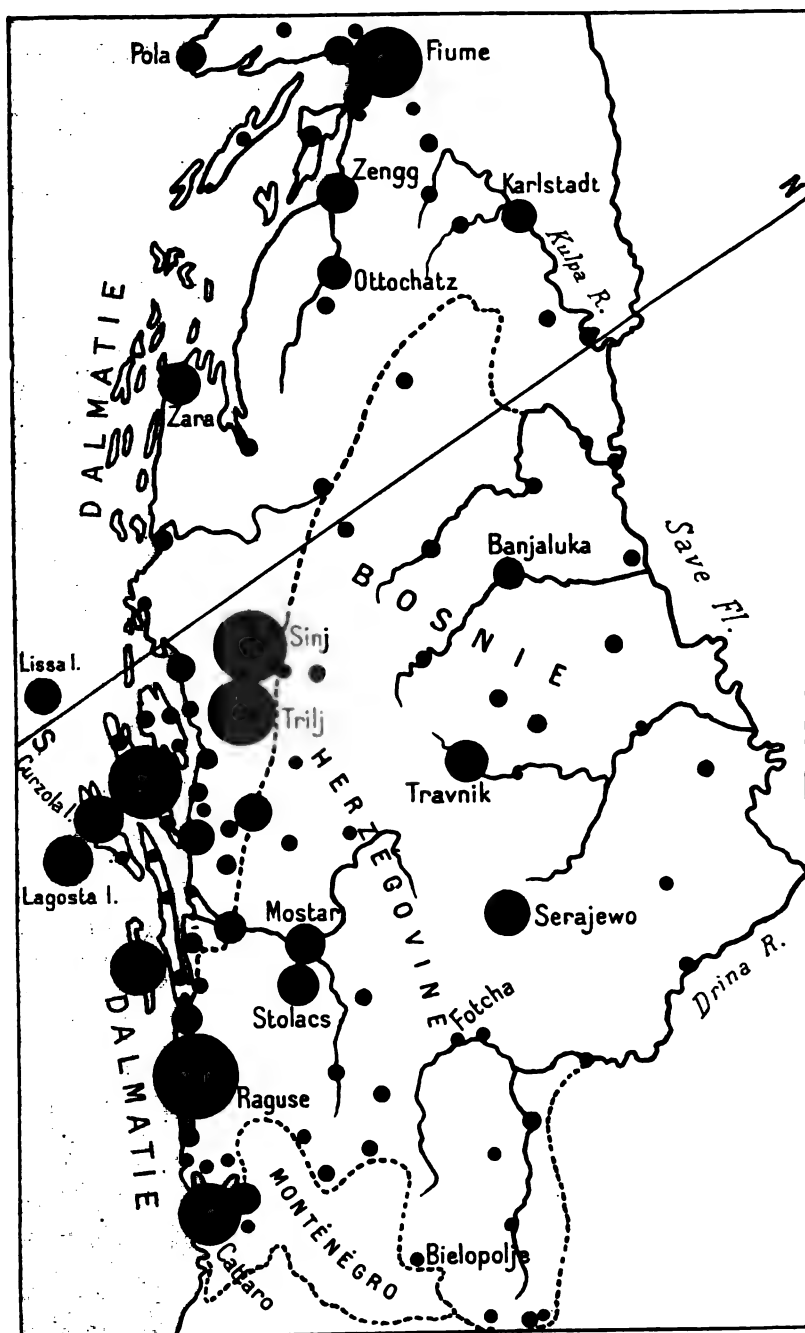 Pola
Fiume
Zengg
Karlstadt
Kulpa R.
N
Ottochatz
DALMATIE
Zara
Banjaluka
Save Fl.
BOSNIE
Sinj
Lissa I.
Trilj
S
Curzola I.
Travnik
HERZEGOVINE
Lagosta I.
Mostar
Serajewo
Stolacs
Fotcha
Drina R.
DALMATIE
Raguse
MONTÉNÉGRO
Bielopolje
Cattaro